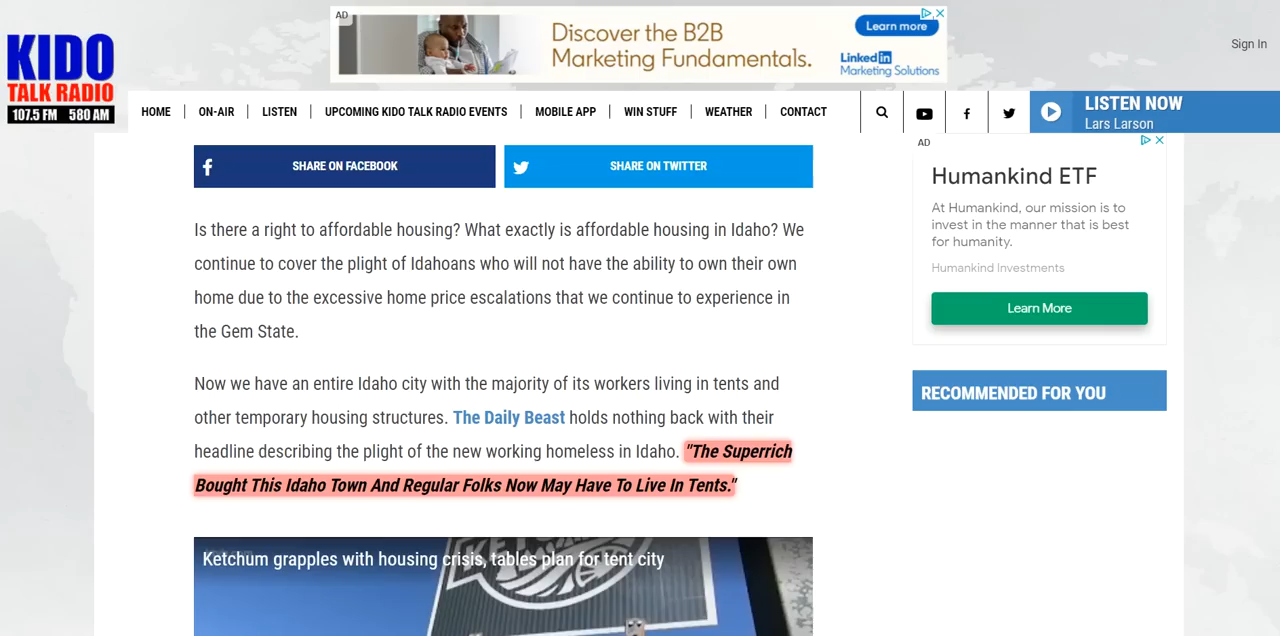 AD
Discover the B2B
Marketing Fundamentals.
Learn more
LinkedIn
Marketing Solutions
Sign In
KIDO
TALK RADIO
107.5 FM 580 AM
HOME
ON-AIR
LISTEN
UPCOMING KIDO TALK RADIO EVENTS
MOBILE APP
WIN STUFF
WEATHER
CONTACT
LISTEN NOW
Lars Larson
SHARE ON FACEBOOK
SHARE ON TWITTER
Is there a right to affordable housing? What exactly is affordable housing in Idaho? We
continue to cover the plight of Idahoans who will not have the ability to own their own
home due to the excessive home price escalations that we continue to experience in
the Gem State.
Now we have an entire Idaho city with the majority of its workers living in tents and
other temporary housing structures. The Daily Beast holds nothing back with their
headline describing the plight of the new working homeless in Idaho. "The Superrich
Bought This Idaho Town And Regular Folks Now May Have To Live In Tents."
Ketchum grapples with housing crisis, tables plan for tent city
AD
Humankind ETF
At Humankind, our mission is to
invest in the manner that is best
for humanity.
Humankind Investments
Learn More
RECOMMENDED FOR YOU